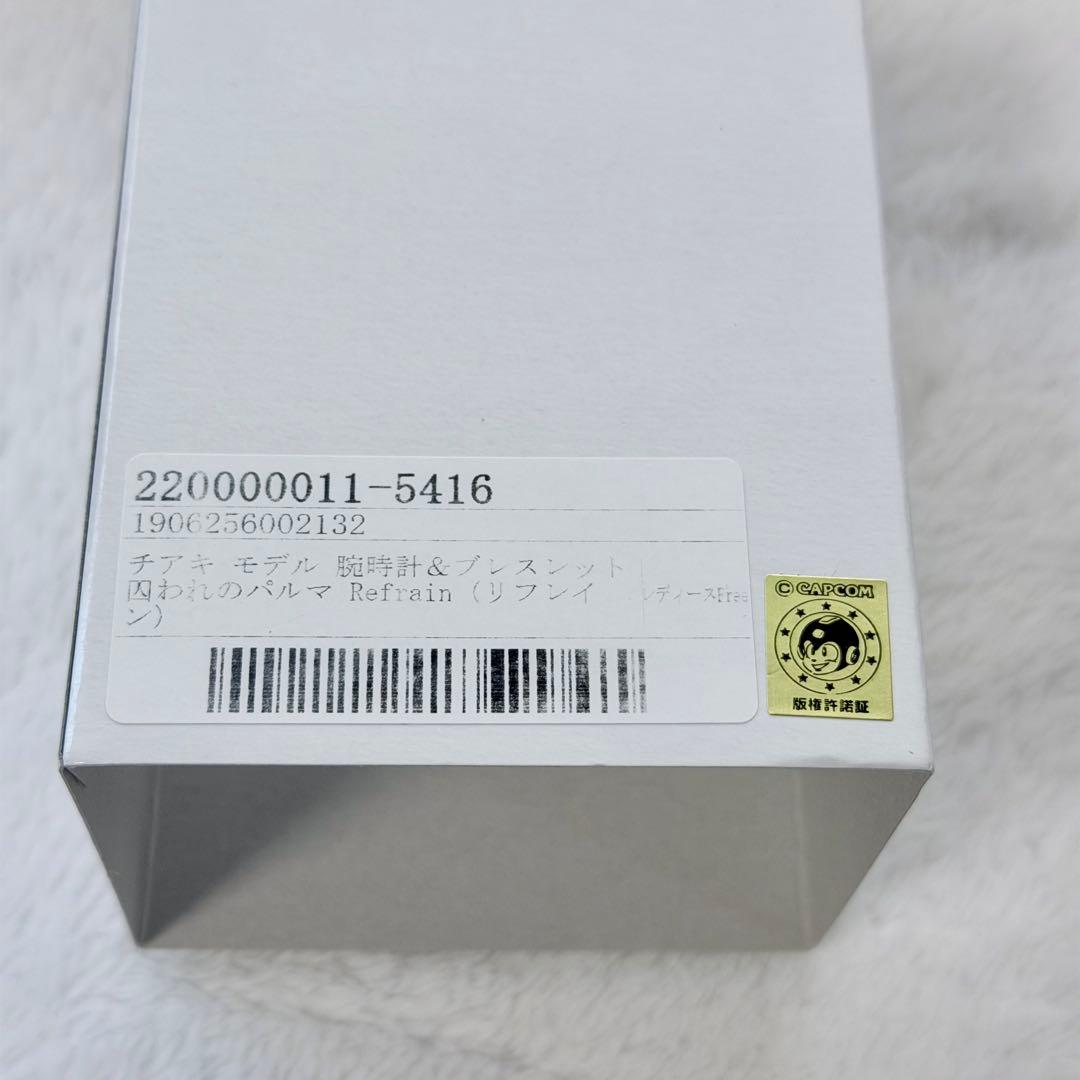 220000011-5416
1906256002132
チアキ モデル 腕時計&ブレスレット
囚われのパルマ Refrain (リフレイ
ン)
レディースFree
© CAPCOM
版権許諾証